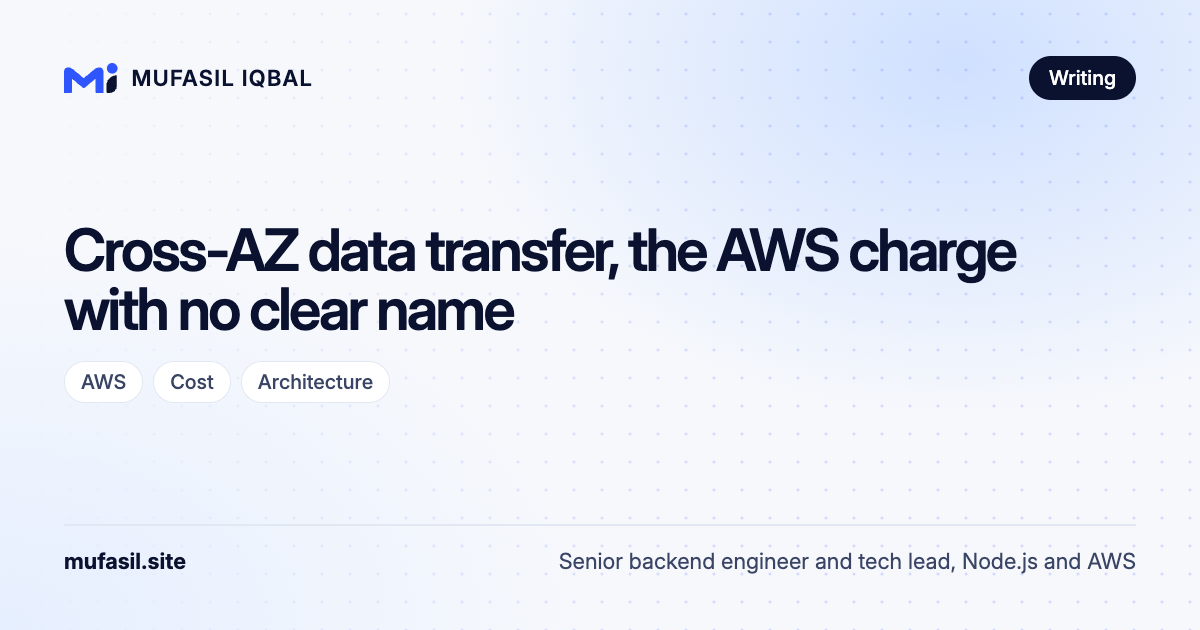 Mi MUFASIL IQBAL
Writing
Cross-AZ data transfer, the AWS charge
with no clear name
AWS
Cost
Architecture
mufasil.site
Senior backend engineer and tech lead, Node.js and AWS